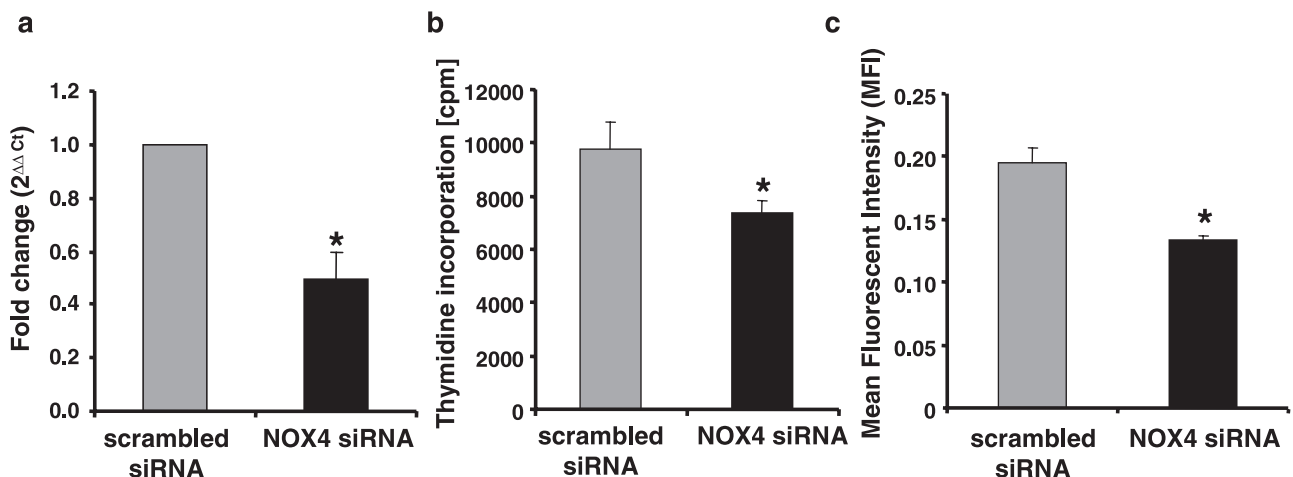 a
Fold change (2ΔΔ Ct)
1.2
1.0
0.8
0.6
0.4
0.2
0.0
*
scrambled
siRNA
NOX4 siRNA
b
Thymidine incorporation [cpm]
12000
10000
8000
6000
4000
2000
0
*
scrambled
siRNA
NOX4 siRNA
c
Mean Fluorescent Intensity (MFI)
0.25
0.20
0.15
0.10
0.05
0
*
scrambled
siRNA
NOX4 siRNA